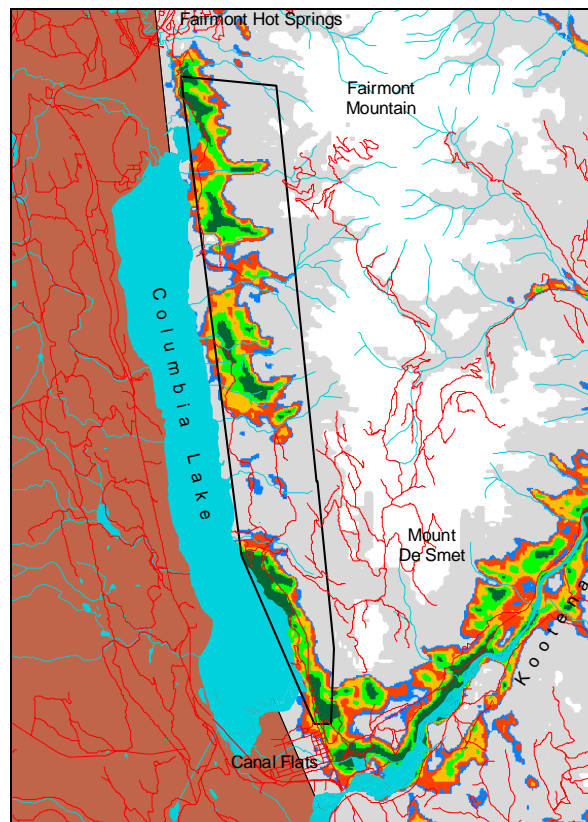 Fairmont Hot Springs
Fairmont
Mountain
Columbia Lake
Mount
De Smet
Kootena
Canal Flats